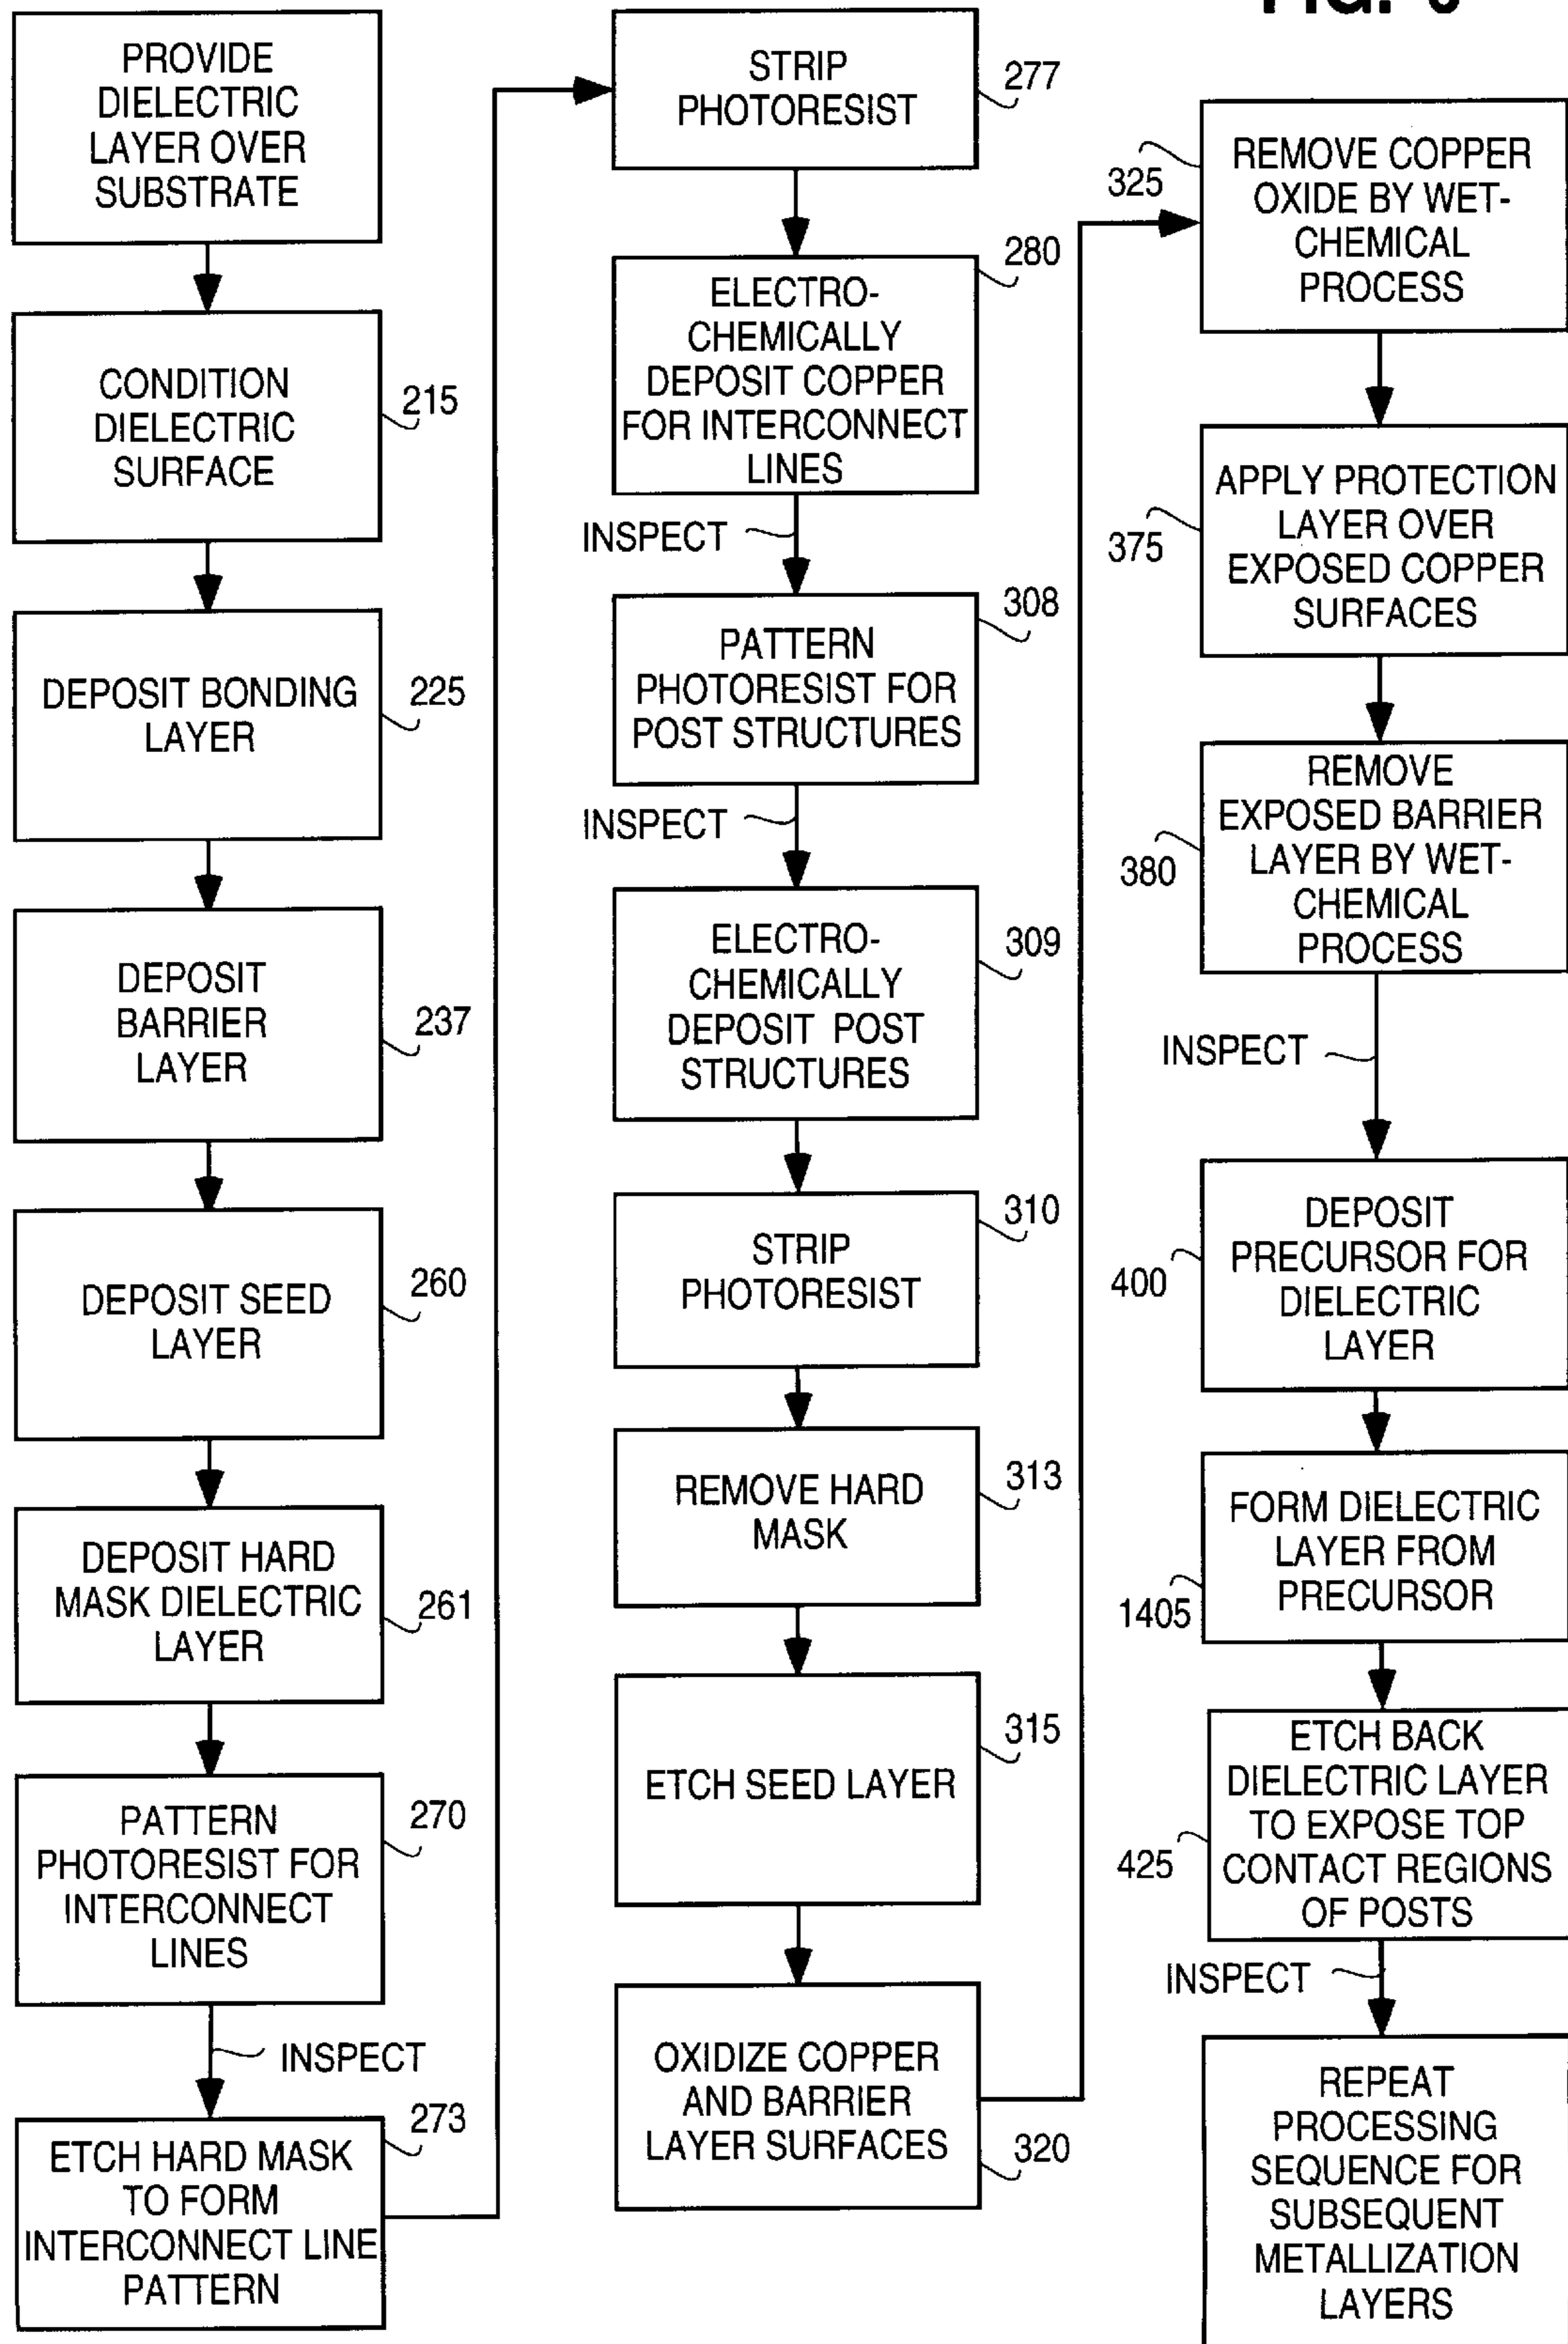 PROVIDE
DIELECTRIC
LAYER OVER
SUBSTRATE
CONDITION
DIELECTRIC
SURFACE
215
DEPOSIT BONDING
LAYER
225
DEPOSIT
BARRIER
LAYER
237
DEPOSIT SEED
LAYER
260
DEPOSIT HARD
MASK DIELECTRIC
LAYER
261
PATTERN
PHOTORESIST FOR
INTERCONNECT
LINES
270
INSPECT
ETCH HARD MASK
TO FORM
INTERCONNECT LINE
PATTERN
273
STRIP
PHOTORESIST
277
ELECTRO-
CHEMICALLY
DEPOSIT COPPER
FOR INTERCONNECT
LINES
280
INSPECT
PATTERN
PHOTORESIST FOR
POST STRUCTURES
308
INSPECT
ELECTRO-
CHEMICALLY
DEPOSIT POST
STRUCTURES
309
STRIP
PHOTORESIST
310
REMOVE HARD
MASK
313
ETCH SEED LAYER
315
OXIDIZE COPPER
AND BARRIER
LAYER SURFACES
320
FIG.
REMOVE COPPER
OXIDE BY WET-
CHEMICAL
PROCESS
325
APPLY PROTECTION
LAYER OVER
EXPOSED COPPER
SURFACES
375
REMOVE
EXPOSED BARRIER
LAYER BY WET-
CHEMICAL
PROCESS
380
INSPECT
DEPOSIT
PRECURSOR FOR
DIELECTRIC
LAYER
400
FORM DIELECTRIC
LAYER FROM
PRECURSOR
1405
ETCH BACK
DIELECTRIC LAYER
TO EXPOSE TOP
CONTACT REGIONS
OF POSTS
425
INSPECT
REPEAT
PROCESSING
SEQUENCE FOR
SUBSEQUENT
METALLIZATION
LAYERS